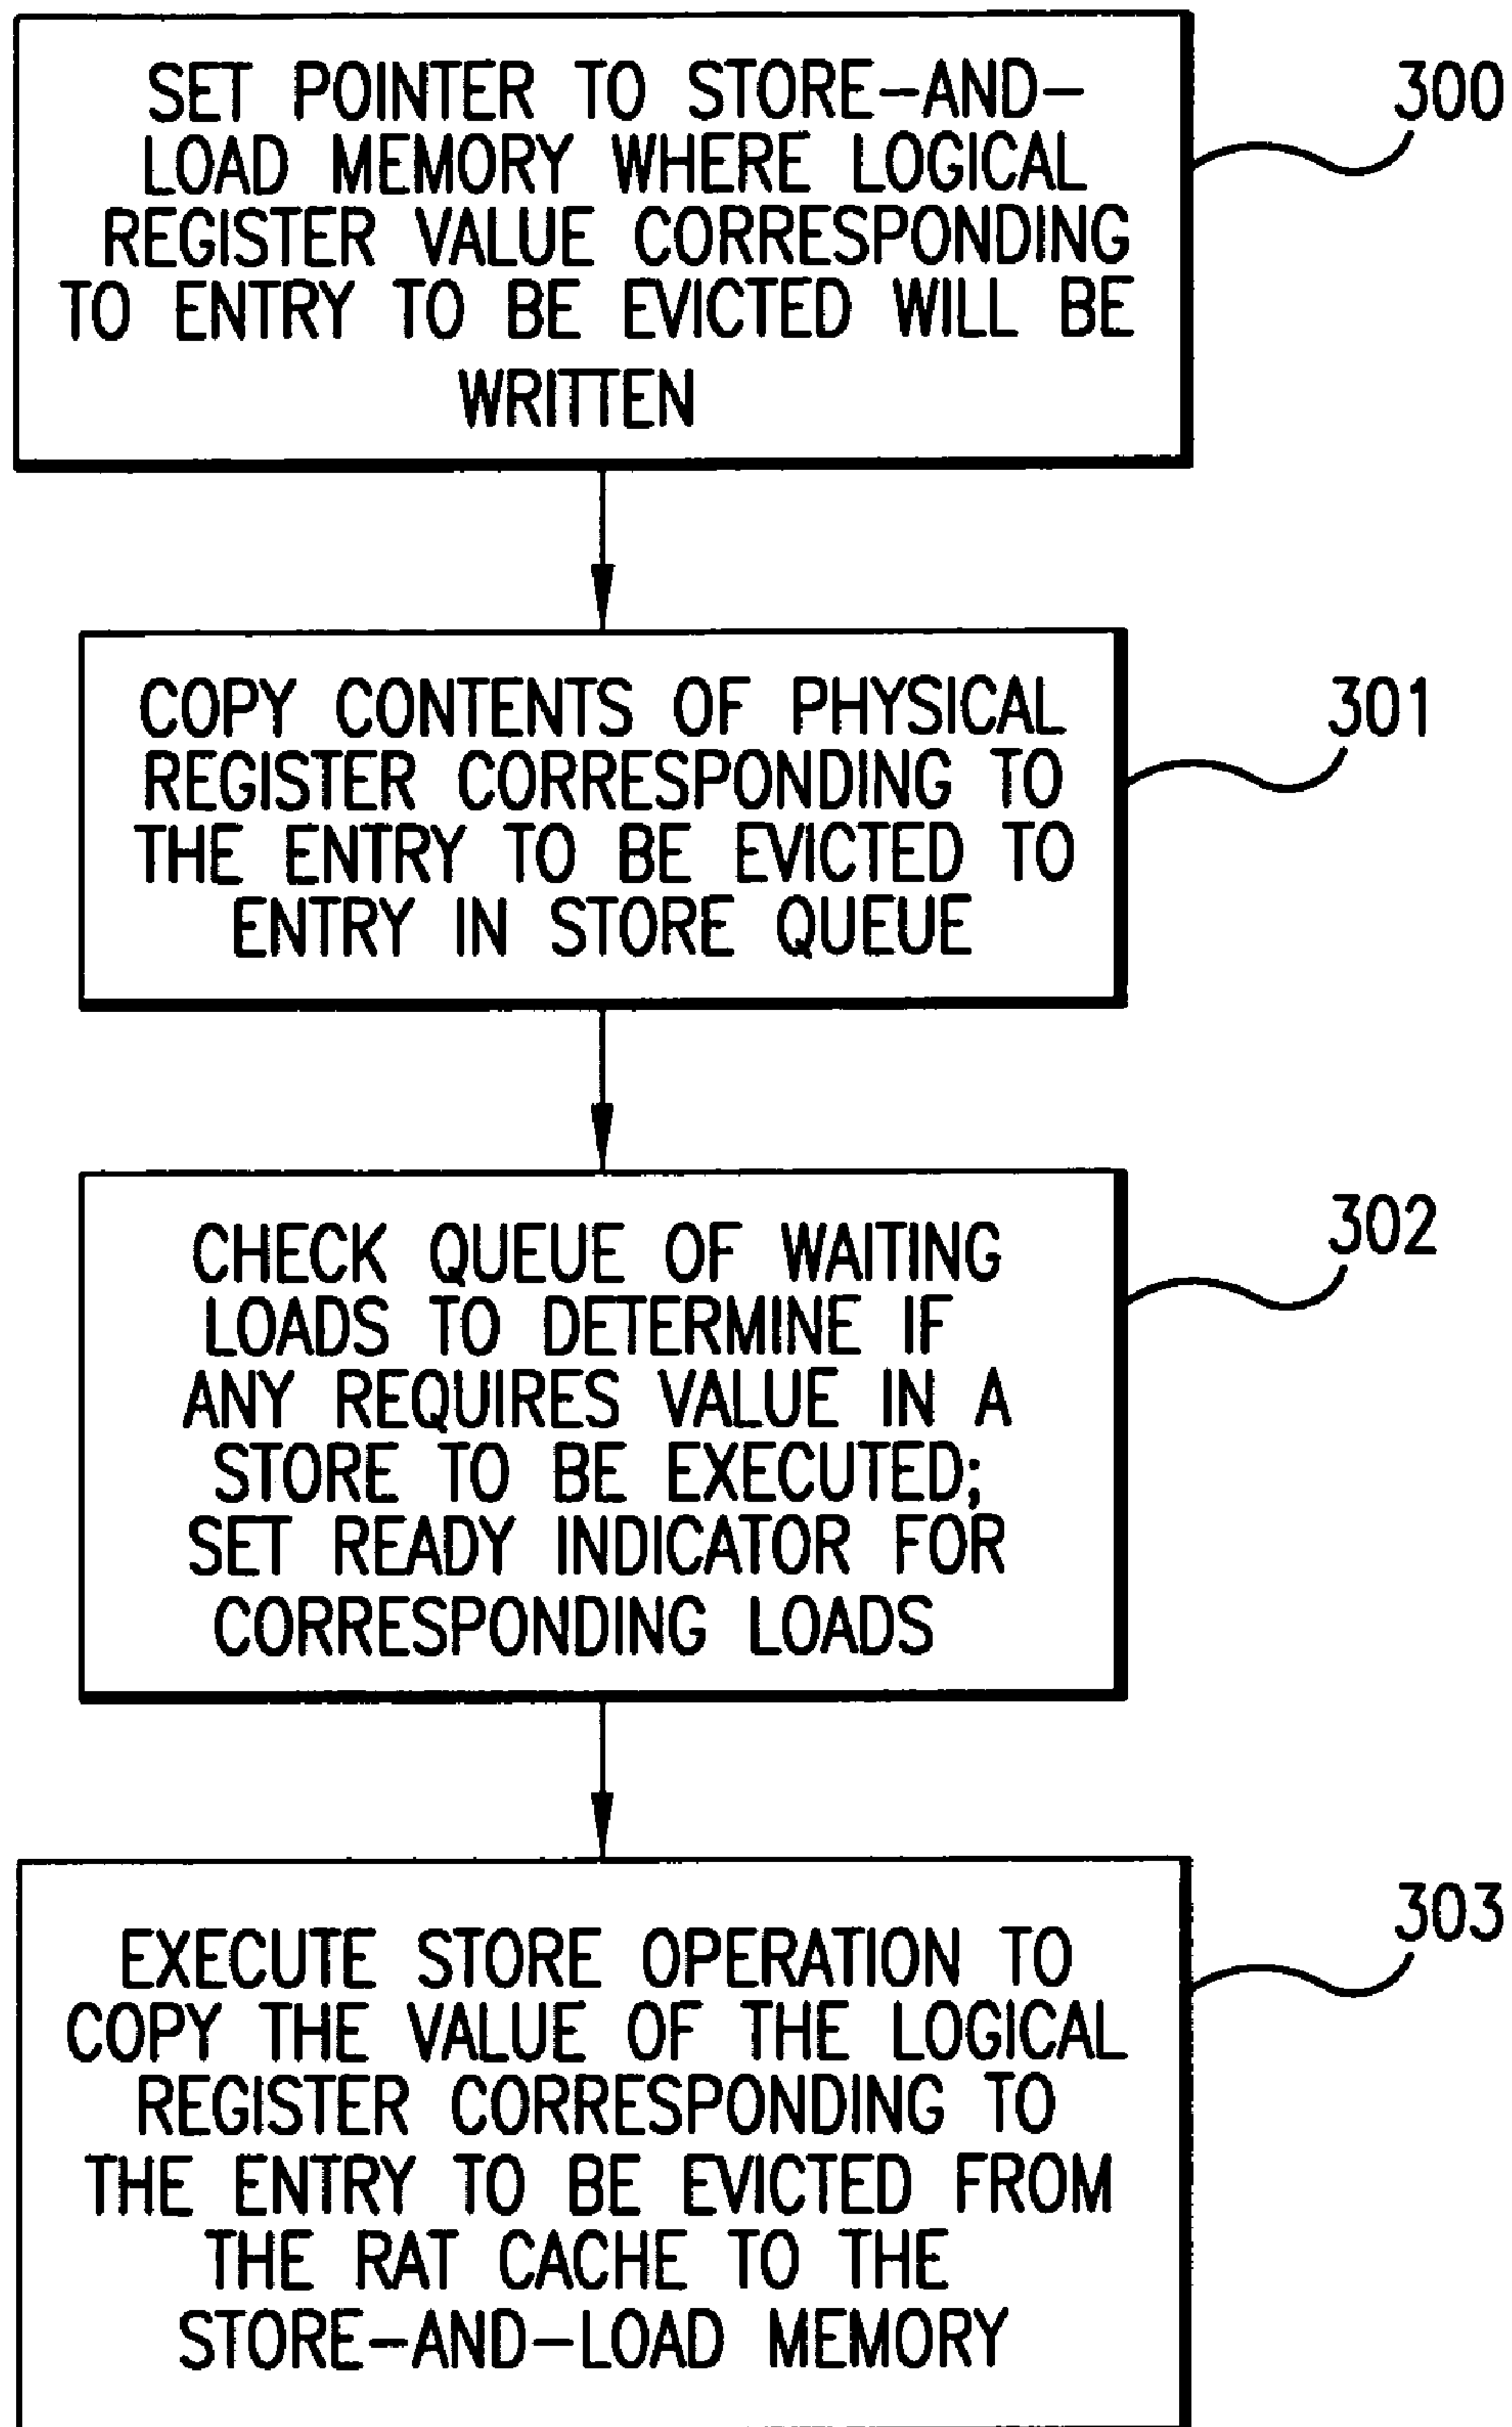 SET POINTER TO STORE-AND-
LOAD MEMORY WHERE LOGICAL
REGISTER VALUE CORRESPONDING
TO ENTRY TO BE EVICTED WILL BE
WRITTEN
300
COPY CONTENTS OF PHYSICAL
REGISTER CORRESPONDING TO
THE ENTRY TO BE EVICTED TO
ENTRY IN STORE QUEUE
301
CHECK QUEUE OF WAITING
LOADS TO DETERMINE IF
ANY REQUIRES VALUE IN A
STORE TO BE EXECUTED;
SET READY INDICATOR FOR
CORRESPONDING LOADS
302
EXECUTE STORE OPERATION TO
COPY THE VALUE OF THE LOGICAL
REGISTER CORRESPONDING TO
THE ENTRY TO BE EVICTED FROM
THE RAT CACHE TO THE
STORE-AND-LOAD MEMORY
303